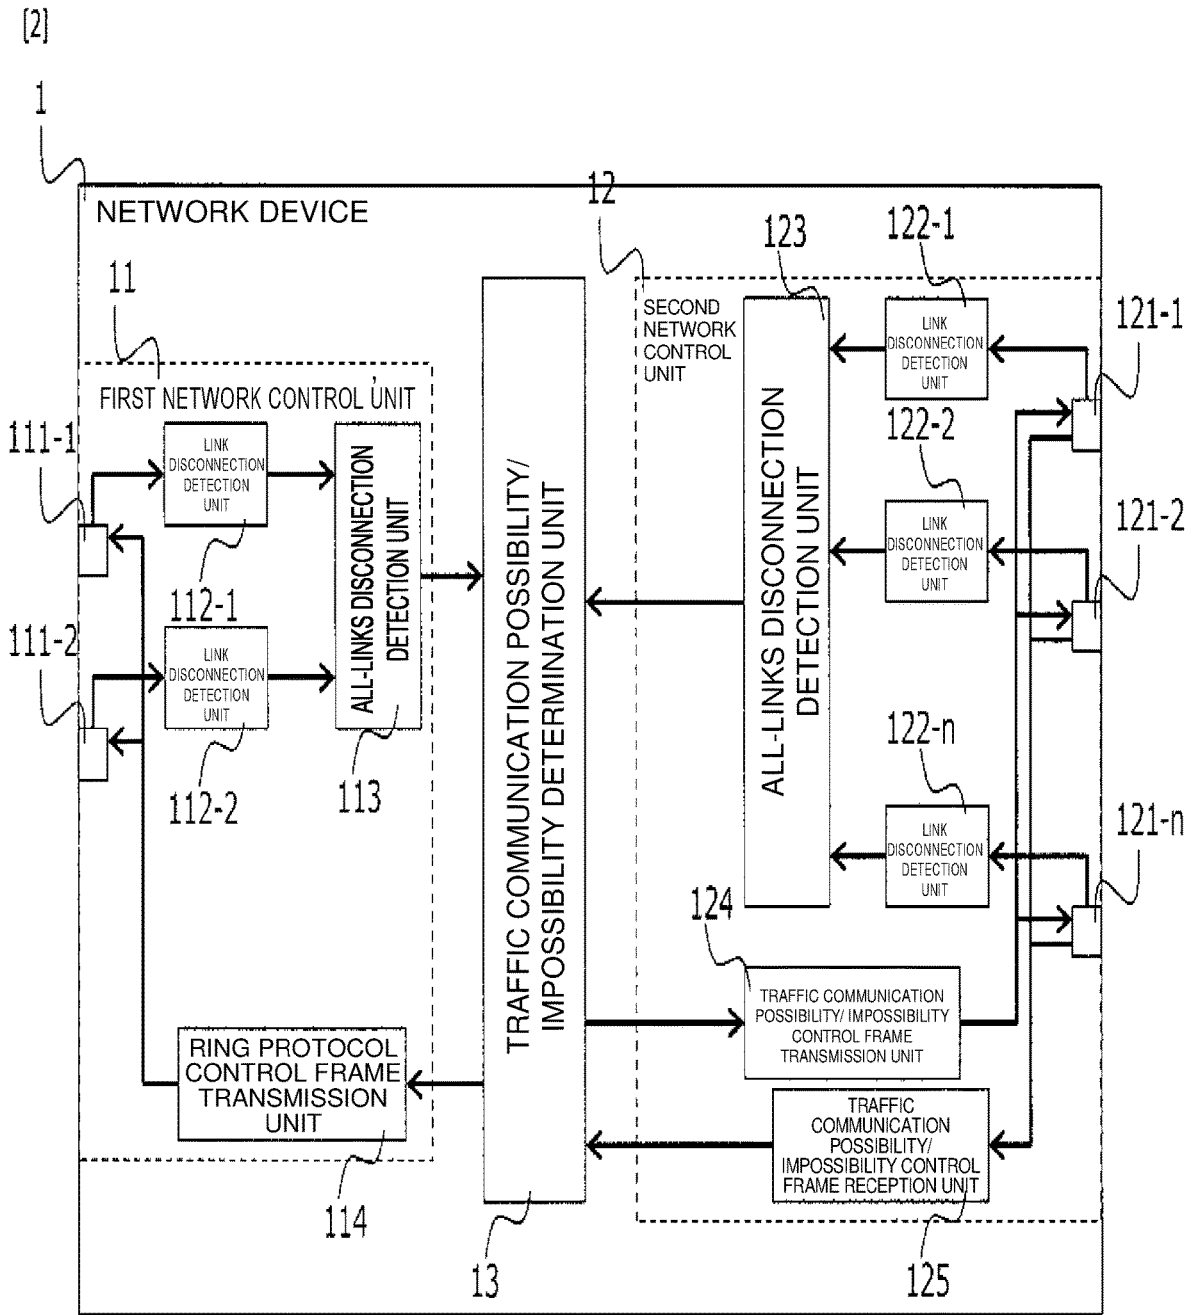 [2]
1
NETWORK DEVICE
11
FIRST NETWORK CONTROL UNIT
111-1
LINK
DISCONNECTION
DETECTION
UNIT
112-1
111-2
LINK
DISCONNECTION
DETECTION
UNIT
112-2
ALL-LINKS DISCONNECTION
DETECTION UNIT
113
RING PROTOCOL
CONTROL FRAME
TRANSMISSION
UNIT
114
TRAFFIC COMMUNICATION POSSIBILITY/
IMPOSSIBILITY DETERMINATION UNIT
13
12
SECOND
NETWORK
CONTROL
UNIT
123
ALL-LINKS DISCONNECTION
DETECTION UNIT
122-1
LINK
DISCONNECTION
DETECTION
UNIT
121-1
122-2
LINK
DISCONNECTION
DETECTION
UNIT
121-2
122-n
LINK
DISCONNECTION
DETECTION
UNIT
121-n
124
TRAFFIC COMMUNICATION
POSSIBILITY/ IMPOSSIBILITY
CONTROL FRAME
TRANSMISSION UNIT
TRAFFIC
COMMUNICATION
POSSIBILITY/
IMPOSSIBILITY CONTROL
FRAME RECEPTION UNIT
125